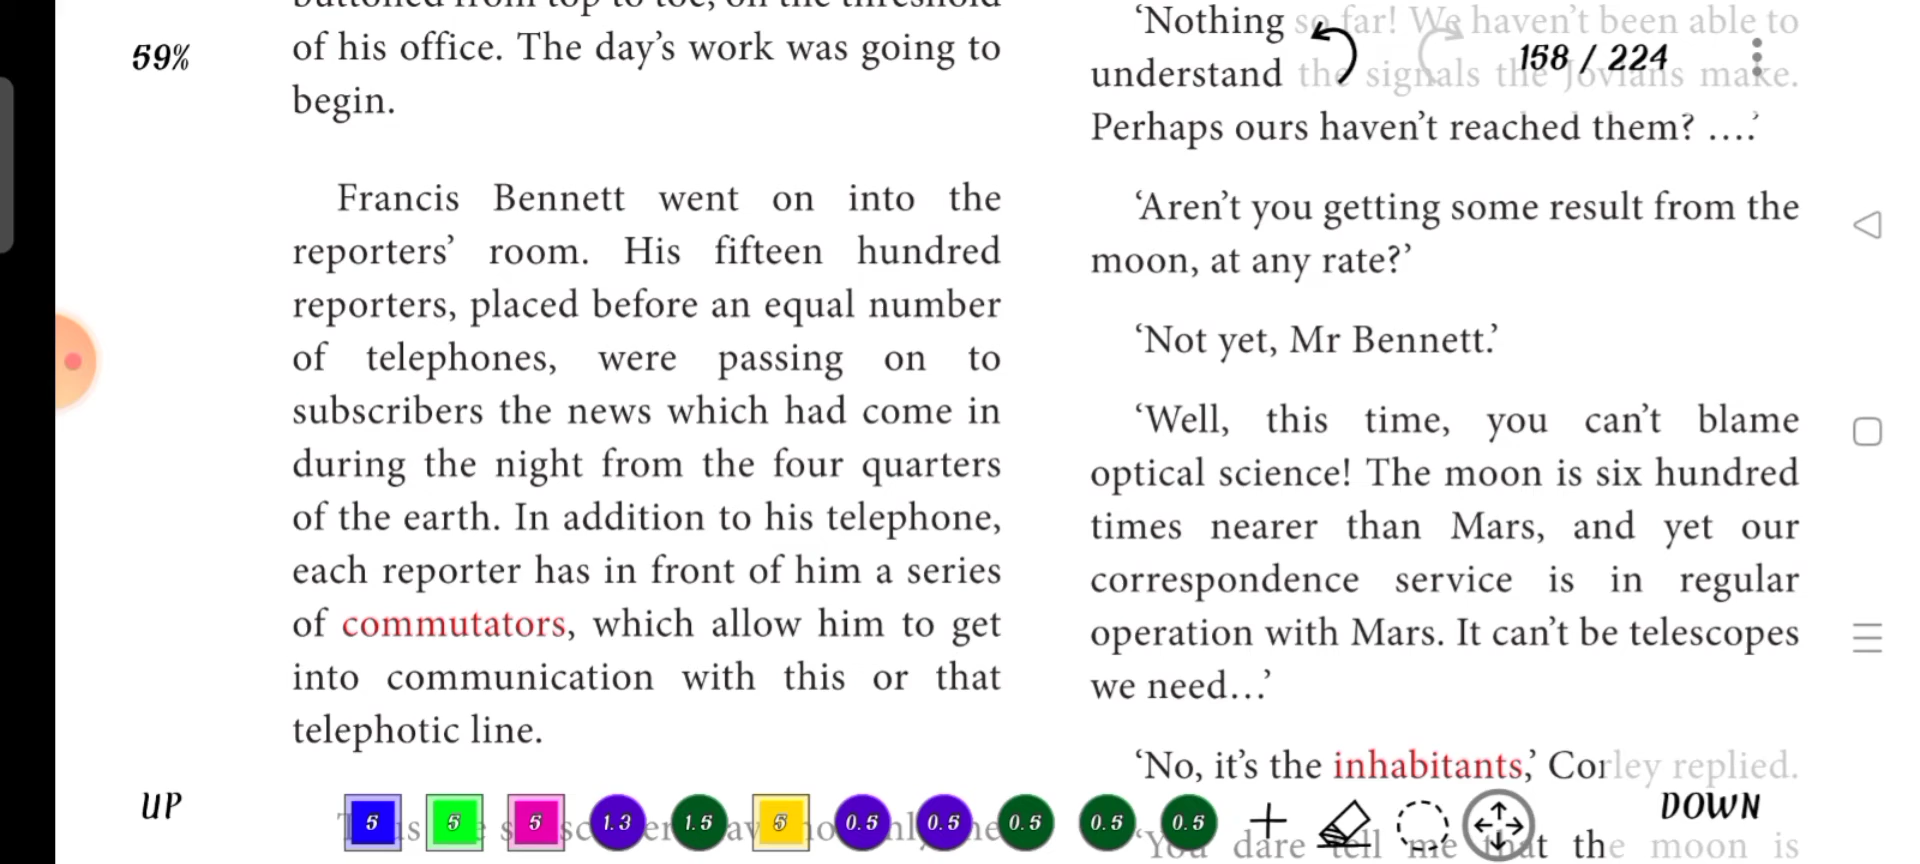 59%
158 / 224
of his office. The day’s work was going to
begin.
Francis Bennett went on into the
reporters’ room. His fifteen hundred
reporters, placed before an equal number
of telephones, were passing on to
subscribers the news which had come in
during the night from the four quarters
of the earth. In addition to his telephone,
each reporter has in front of him a series
of commutators, which allow him to get
into communication with this or that
telephotic line.
‘Nothing so far! We haven’t been able to
understand the signals the Jovians make.
Perhaps ours haven’t reached them? ....’
‘Aren’t you getting some result from the
moon, at any rate?’
‘Not yet, Mr Bennett.’
‘Well, this time, you can’t blame
optical science! The moon is six hundred
times nearer than Mars, and yet our
correspondence service is in regular
operation with Mars. It can’t be telescopes
we need…’
‘No, it’s the inhabitants,’ Corley replied.
‘You dare tell me that the moon is
UP
5 5 5 1.3 1.5 5 0.5 0.5 0.5 0.5 0.5
DOWN